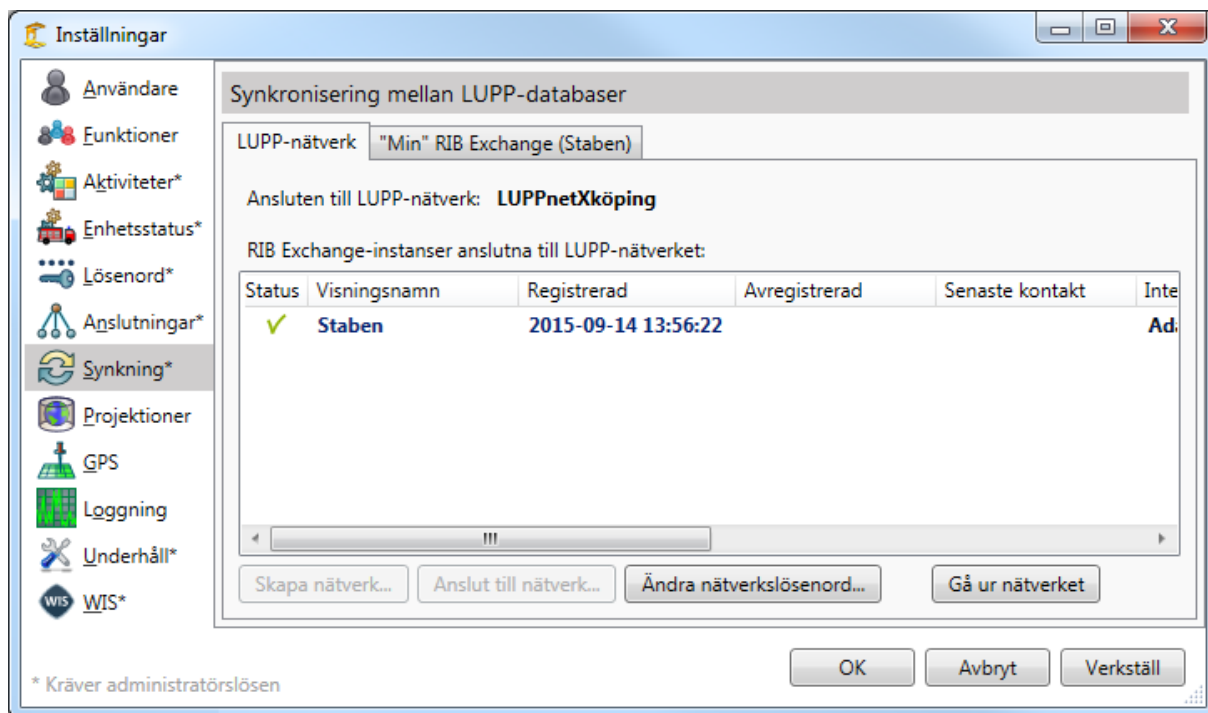 Inställningar
Användare
Funktioner
Aktiviteter*
Enhetsstatus*
Lösenord*
Anslutningar*
Synkning*
Projektioner
GPS
Loggning
Underhåll*
WIS
WIS*
* Kräver administratörslösen
Synkronisering mellan LUPP-databaser
LUPP-nätverk "Min" RIB Exchange (Staben)
Ansluten till LUPP-nätverk: LUPPnetXköping
RIB Exchange-instanser anslutna till LUPP-nätverket:
Status Visningsnamn Registrerad Avregistrerad Senaste kontakt Inte
Staben 2015-09-14 13:56:22 Ad
Skapa nätverk... Anslut till nätverk... Ändra nätverkslösenord... Gå ur nätverket
OK Avbryt Verkställ